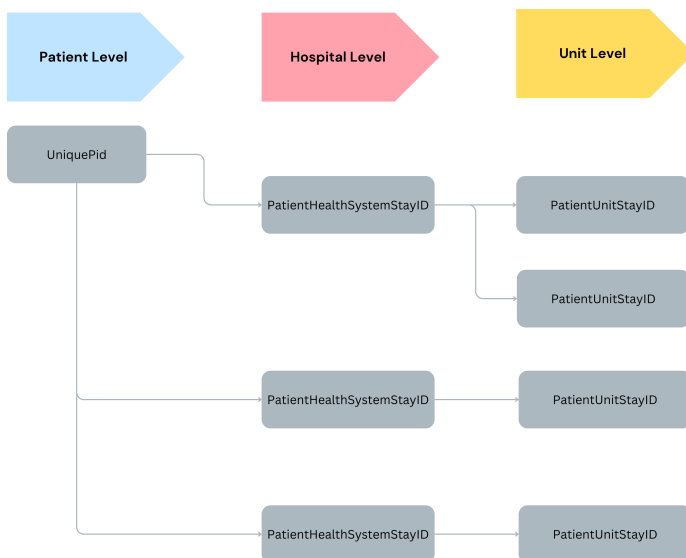 Patient Level
Hospital Level
Unit Level
UniquePid
PatientHealthSystemStayID
PatientUnitStayID
PatientUnitStayID
PatientHealthSystemStayID
PatientUnitStayID
PatientHealthSystemStayID
PatientUnitStayID